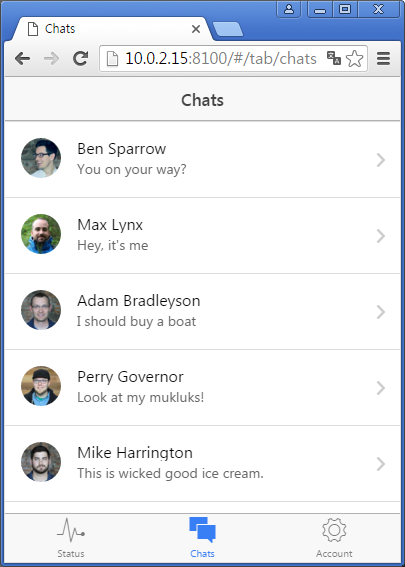 Chats
10.0.2.15:8100/#/tab/chats
Chats
Ben Sparrow
You on your way?
Max Lynx
Hey, it's me
Adam Bradleyson
I should buy a boat
Perry Governor
Look at my mukluks!
Mike Harrington
This is wicked good ice cream.
Status Chats Account